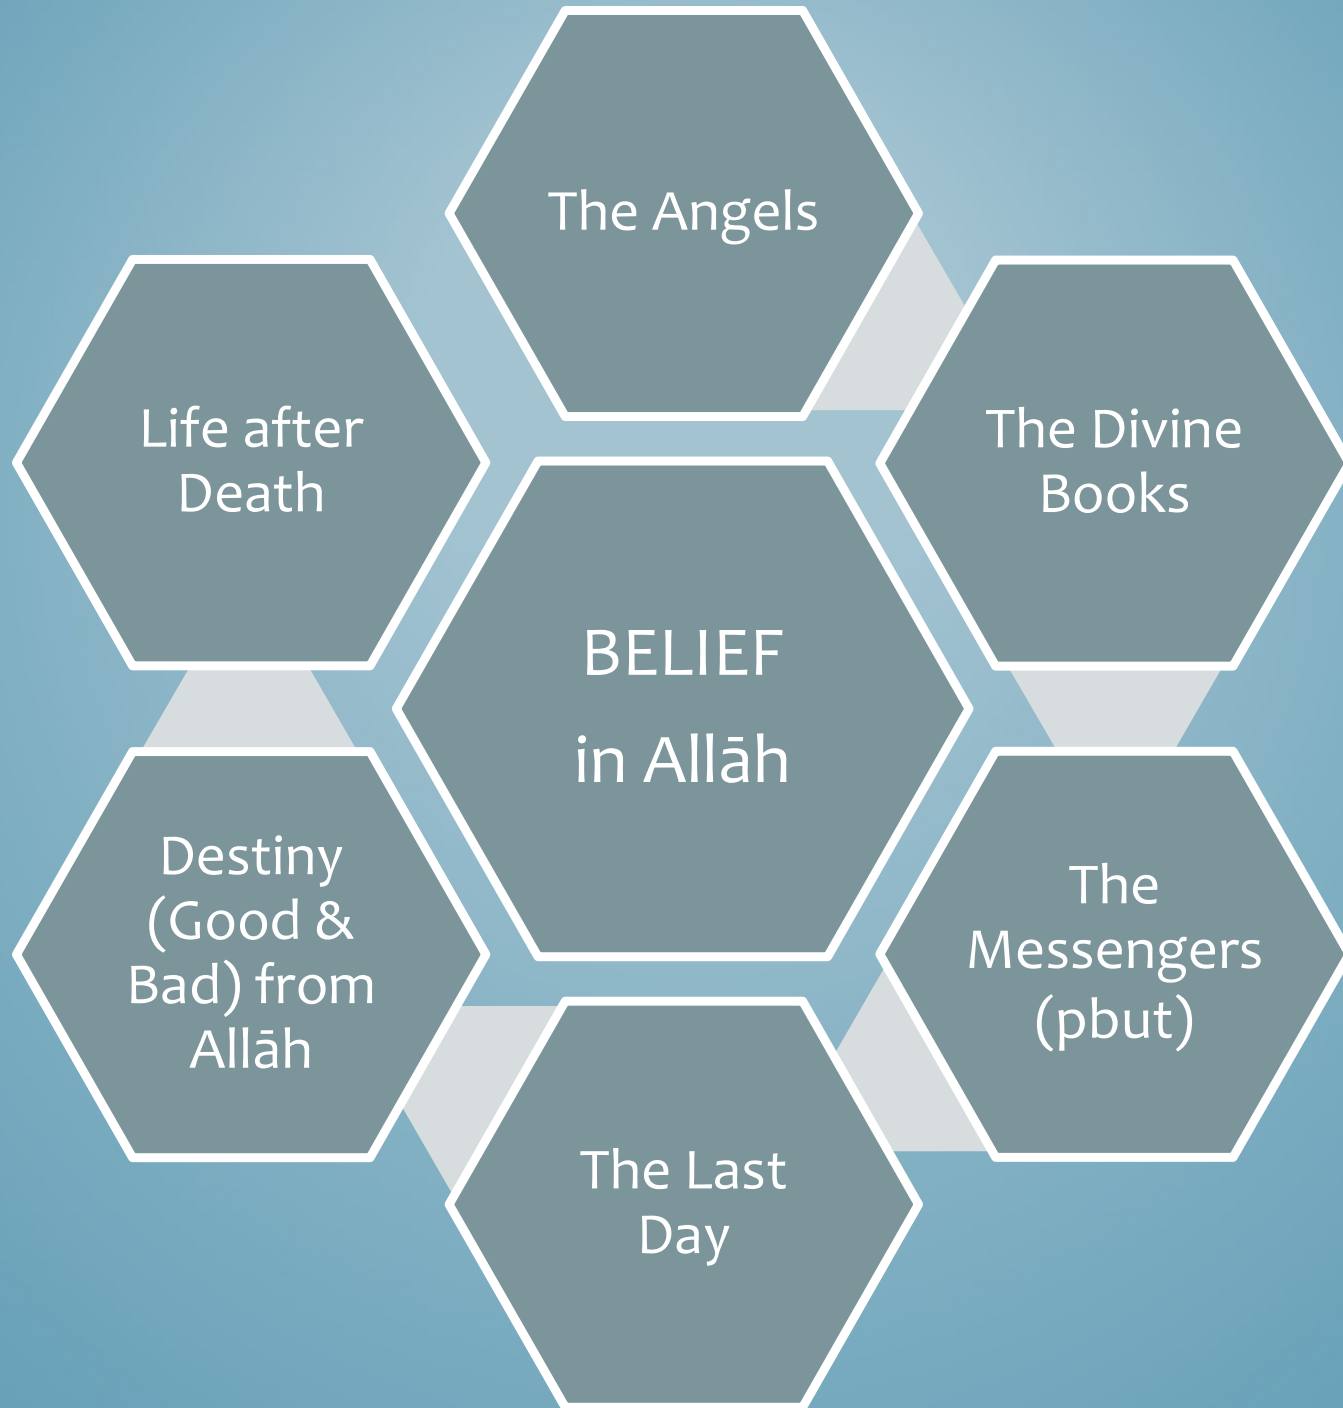 The Angels
The Divine
Books
The
Messengers
(pbut)
The Last
Day
Destiny
(Good &
Bad) from
Allāh
Life after
Death
BELIEF
in Allāh